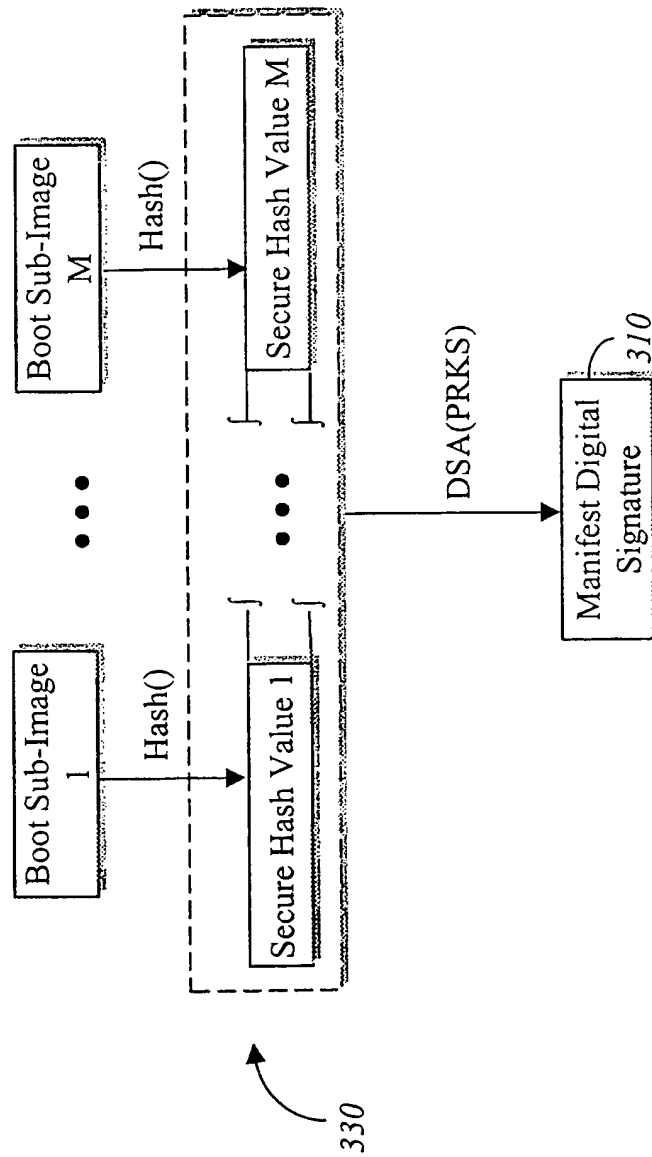 Boot Sub-Image
1
Boot Sub-Image
M
Hash()
Hash()
Secure Hash Value 1
Secure Hash Value M
330
DSA(PRKS)
310
Manifest Digital
Signature